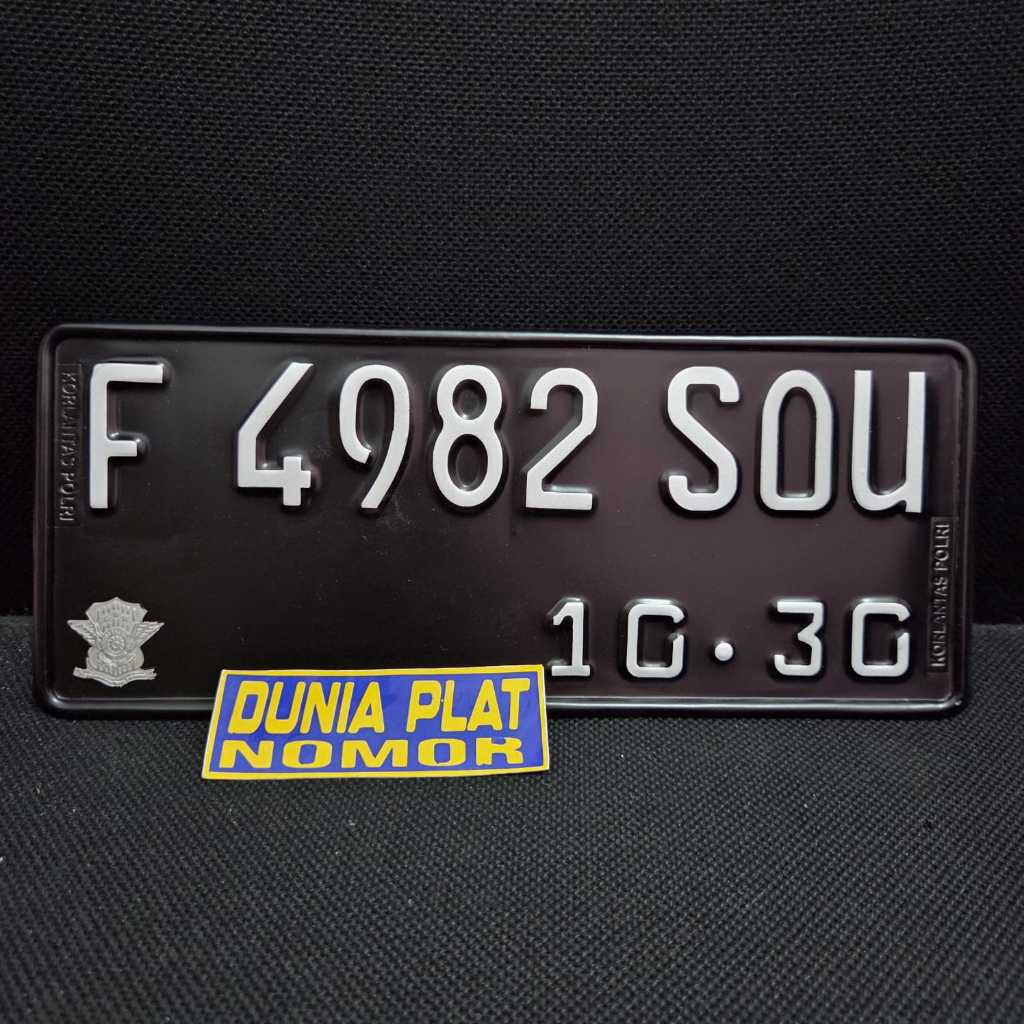 F 4982 SOU
KORLANTAS POLRI
KORLANTAS POLRI
10 · 30
DUNIA PLAT
NOMOR